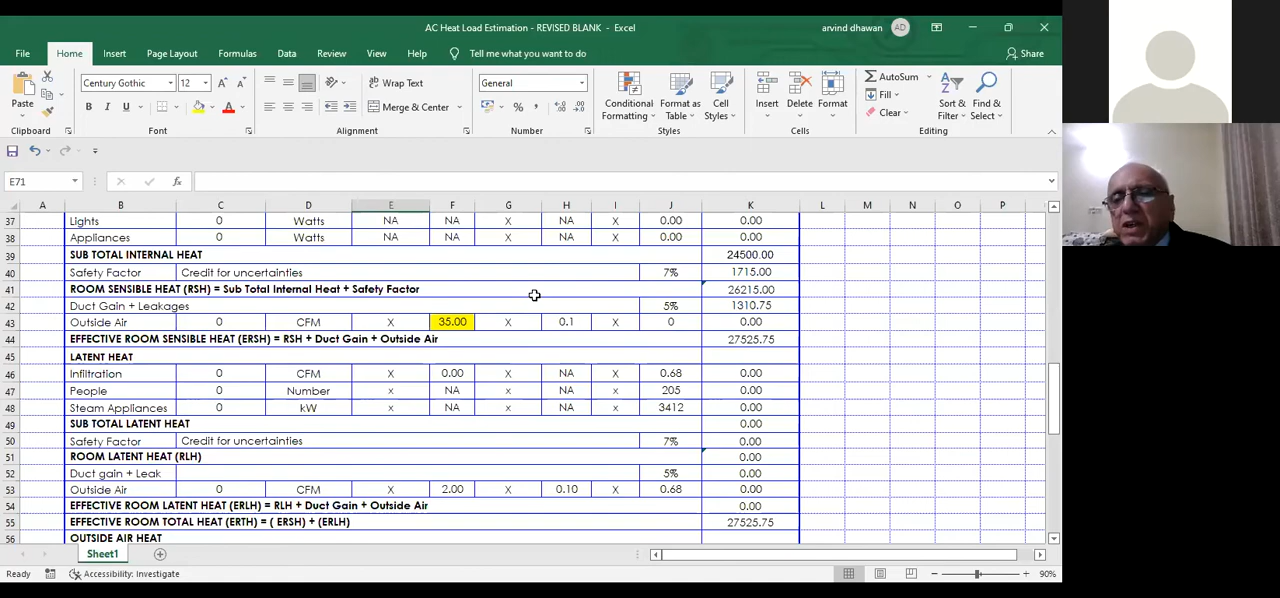 AC Heat Load Estimation - REVISED BLANK - Excel
arvind dhawan AD
File Home Insert Page Layout Formulas Data Review View Help Tell me what you want to do Share
Paste Clipboard
Century Gothic 12 A A
B I U A Font
Wrap Text
Merge & Center Alignment
General
% , Number
Conditional Formatting Format as Table Cell Styles Styles
Insert Delete Format Cells
AutoSum Fill Clear Sort & Filter Find & Select Editing
E71 fx
A B C D E F G H I J K L M N O P
37 Lights 0 Watts NA NA X NA X 0.00 0.00
38 Appliances 0 Watts NA NA X NA X 0.00 0.00
39 SUB TOTAL INTERNAL HEAT 24500.00
40 Safety Factor Credit for uncertainties 7% 1715.00
41 ROOM SENSIBLE HEAT (RSH) = Sub Total Internal Heat + Safety Factor 26215.00
42 Duct Gain + Leakages 5% 1310.75
43 Outside Air 0 CFM X 35.00 X 0.1 X 0 0.00
44 EFFECTIVE ROOM SENSIBLE HEAT (ERSH) = RSH + Duct Gain + Outside Air 27525.75
45 LATENT HEAT
46 Infiltration 0 CFM X 0.00 X NA X 0.68 0.00
47 People 0 Number x NA x NA x 205 0.00
48 Steam Appliances 0 kW x NA x NA x 3412 0.00
49 SUB TOTAL LATENT HEAT 0.00
50 Safety Factor Credit for uncertainties 7% 0.00
51 ROOM LATENT HEAT (RLH) 0.00
52 Duct gain + Leak 5% 0.00
53 Outside Air 0 CFM X 2.00 X 0.10 X 0.68 0.00
54 EFFECTIVE ROOM LATENT HEAT (ERLH) = RLH + Duct Gain + Outside Air 0.00
55 EFFECTIVE ROOM TOTAL HEAT (ERTH) = ( ERSH) + (ERLH) 27525.75
56 OUTSIDE AIR HEAT
Sheet1
Ready Accessibility: Investigate 90%